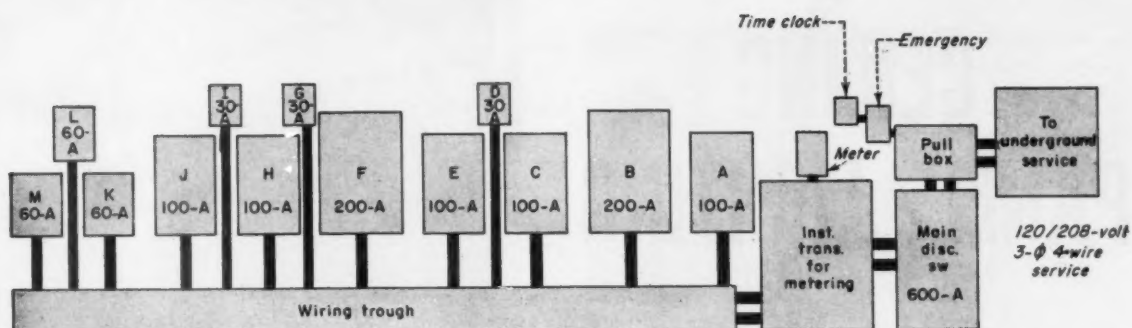 Time clock
Emergency
To
underground
service
Pull
box
Meter
L
60-
A
I
30-
A
G
30-
A
D
30
A
M
60-A
K
60-A
J
100-A
H
100-A
F
200-A
E
100-A
C
100-A
B
200-A
A
100-A
Inst.
trans.
for
metering
Main
disc.
sw
600-A
120/208-volt
3-ϕ 4-wire
service
Wiring trough